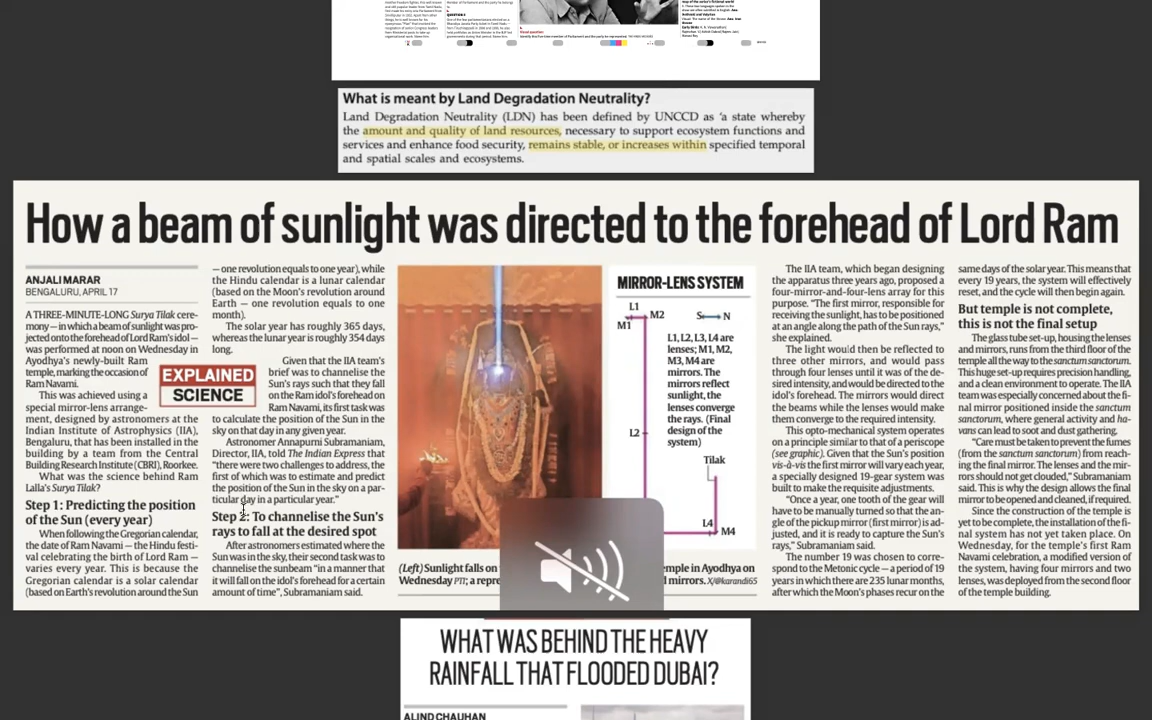 What is meant by Land Degradation Neutrality?
Land Degradation Neutrality (LDN) has been defined by UNCCD as 'a state whereby
the amount and quality of land resources, necessary to support ecosystem functions and
services and enhance food security, remains stable, or increases within specified temporal
and spatial scales and ecosystems.
How a beam of sunlight was directed to the forehead of Lord Ram
ANJALI MARAR
BENGALURU, APRIL 17
A THREE-MINUTE-LONG Surya Tilak cere-
mony — in which a beam of sunlight was pro-
jected onto the forehead of Lord Ram's idol —
was performed at noon on Wednesday in
Ayodhya's newly-built Ram
temple, marking the occasion of
Ram Navami.
This was achieved using a
special mirror-lens arrange-
ment, designed by astronomers at the
Indian Institute of Astrophysics (IIA),
Bengaluru, that has been installed in the
building by a team from the Central
Building Research Institute (CBRI), Roorkee.
What was the science behind Ram
Lalla's Surya Tilak?
Step 1: Predicting the position
of the Sun (every year)
When following the Gregorian calendar,
the date of Ram Navami — the Hindu festi-
val celebrating the birth of Lord Ram —
varies every year. This is because the
Gregorian calendar is a solar calendar
(based on Earth's revolution around the Sun
EXPLAINED
SCIENCE
— one revolution equals to one year), while
the Hindu calendar is a lunar calendar
(based on the Moon's revolution around
Earth — one revolution equals to one
month).
The solar year has roughly 365 days,
whereas the lunar year is roughly 354 days
long.
Given that the IIA team's
brief was to channelise the
Sun's rays such that they fall
on the Ram idol's forehead on
Ram Navami, its first task was
to calculate the position of the Sun in the
sky on that day in any given year.
Astronomer Annapurni Subramaniam,
Director, IIA, told The Indian Express that
"there were two challenges to address, the
first of which was to estimate and predict
the position of the Sun in the sky on a par-
ticular day in a particular year."
Step 2: To channelise the Sun's
rays to fall at the desired spot
After astronomers estimated where the
Sun was in the sky, their second task was to
channelise the sunbeam "in a manner that
it will fall on the idol's forehead for a certain
amount of time", Subramaniam said.
MIRROR-LENS SYSTEM
L1
M1
M2
S
N
L1, L2, L3, L4 are
lenses; M1, M2,
M3, M4 are
mirrors. The
mirrors reflect
sunlight, the
lenses converge
the rays. (Final
design of the
system)
L2
Tilak
L4
M4
(Left) Sunlight falls on
emple in Ayodhya on
Wednesday PTI; a repre
l mirrors. X/@karandi65
The IIA team, which began designing
the apparatus three years ago, proposed a
four-mirror-and-four-lens array for this
purpose. "The first mirror, responsible for
receiving the sunlight, has to be positioned
at an angle along the path of the Sun rays,"
she explained.
The light would then be reflected to
three other mirrors, and would pass
through four lenses until it was of the de-
sired intensity, and would be directed to the
idol's forehead. The mirrors would direct
the beams while the lenses would make
them converge to the required intensity.
This opto-mechanical system operates
on a principle similar to that of a periscope
(see graphic). Given that the Sun's position
vis-à-vis the first mirror will vary each year,
a specially designed 19-gear system was
built to make the requisite adjustments.
"Once a year, one tooth of the gear will
have to be manually turned so that the an-
gle of the pickup mirror (first mirror) is ad-
justed, and it is ready to capture the Sun's
rays," Subramaniam said.
The number 19 was chosen to corre-
spond to the Metonic cycle — a period of 19
years in which there are 235 lunar months,
after which the Moon's phases recur on the
same days of the solar year. This means that
every 19 years, the system will effectively
reset, and the cycle will then begin again.
But temple is not complete,
this is not the final setup
The glass tube set-up, housing the lenses
and mirrors, runs from the third floor of the
temple all the way to the sanctum sanctorum.
This huge set-up requires precision handling,
and a clean environment to operate. The IIA
team was especially concerned about the fi-
nal mirror positioned inside the sanctum
sanctorum, where general activity and ha-
vans can lead to soot and dust gathering.
"Care must be taken to prevent the fumes
(from the sanctum sanctorum) from reach-
ing the final mirror. The lenses and the mir-
rors should not get clouded," Subramaniam
said. This is why the design allows the final
mirror to be opened and cleaned, if required.
Since the construction of the temple is
yet to be complete, the installation of the fi-
nal system has not yet taken place. On
Wednesday, for the temple's first Ram
Navami celebration, a modified version of
the system, having four mirrors and two
lenses, was deployed from the second floor
of the temple building.
WHAT WAS BEHIND THE HEAVY
RAINFALL THAT FLOODED DUBAI?
ALIND CHAUHAN